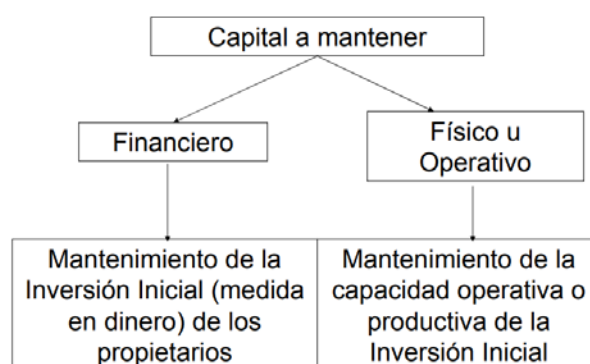 Capital a mantener
Financiero
Físico u
Operativo
Mantenimiento de la
Inversión Inicial (medida
en dinero) de los
propietarios
Mantenimiento de la
capacidad operativa o
productiva de la
Inversión Inicial